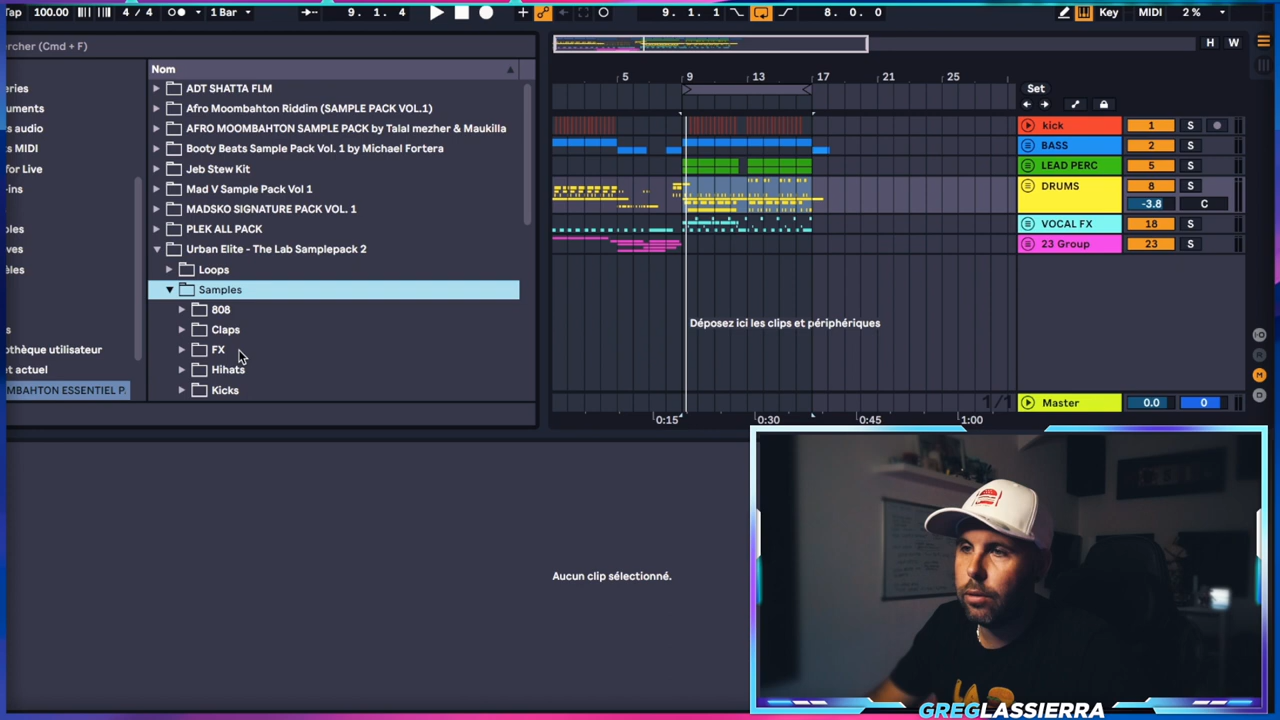 Tap 100.00 4 / 4 1 Bar 9. 1. 4 9. 1. 1 8. 0. 0 Key MIDI 2 %
ercher (Cmd + F)
H W
Nom
eries
uments
ts audio
ts MIDI
for Live
-ins
ples
ves
èles
s
othèque utilisateur
et actuel
MBAHTON ESSENTIEL P.
ADT SHATTA FLM
Afro Moombahton Riddim (SAMPLE PACK VOL.1)
AFRO MOOMBAHTON SAMPLE PACK by Talal mezher & Maukilla
Booty Beats Sample Pack Vol. 1 by Michael Fortera
Jeb Stew Kit
Mad V Sample Pack Vol 1
MADSKO SIGNATURE PACK VOL. 1
PLEK ALL PACK
Urban Elite - The Lab Samplepack 2
Loops
Samples
808
Claps
FX
Hihats
Kicks
5 9 13 17 21 25
Set
kick 1 S
BASS 2 S
LEAD PERC 5 S
DRUMS 8 S
-3.8 C
VOCAL FX 18 S
23 Group 23 S
Déposez ici les clips et périphériques
1/1
Master 0.0 0
0:15 0:30 0:45 1:00
Aucun clip sélectionné.
GREGLASSIERRA